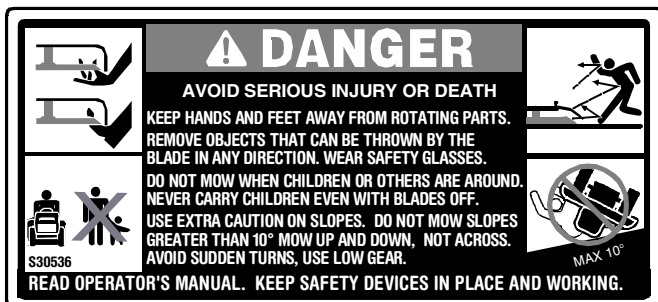 DANGER
AVOID SERIOUS INJURY OR DEATH
KEEP HANDS AND FEET AWAY FROM ROTATING PARTS.
REMOVE OBJECTS THAT CAN BE THROWN BY THE
BLADE IN ANY DIRECTION. WEAR SAFETY GLASSES.
DO NOT MOW WHEN CHILDREN OR OTHERS ARE AROUND.
NEVER CARRY CHILDREN EVEN WITH BLADES OFF.
USE EXTRA CAUTION ON SLOPES. DO NOT MOW SLOPES
GREATER THAN 10° MOW UP AND DOWN, NOT ACROSS.
AVOID SUDDEN TURNS, USE LOW GEAR.
S30536
MAX 10°
READ OPERATOR'S MANUAL. KEEP SAFETY DEVICES IN PLACE AND WORKING.